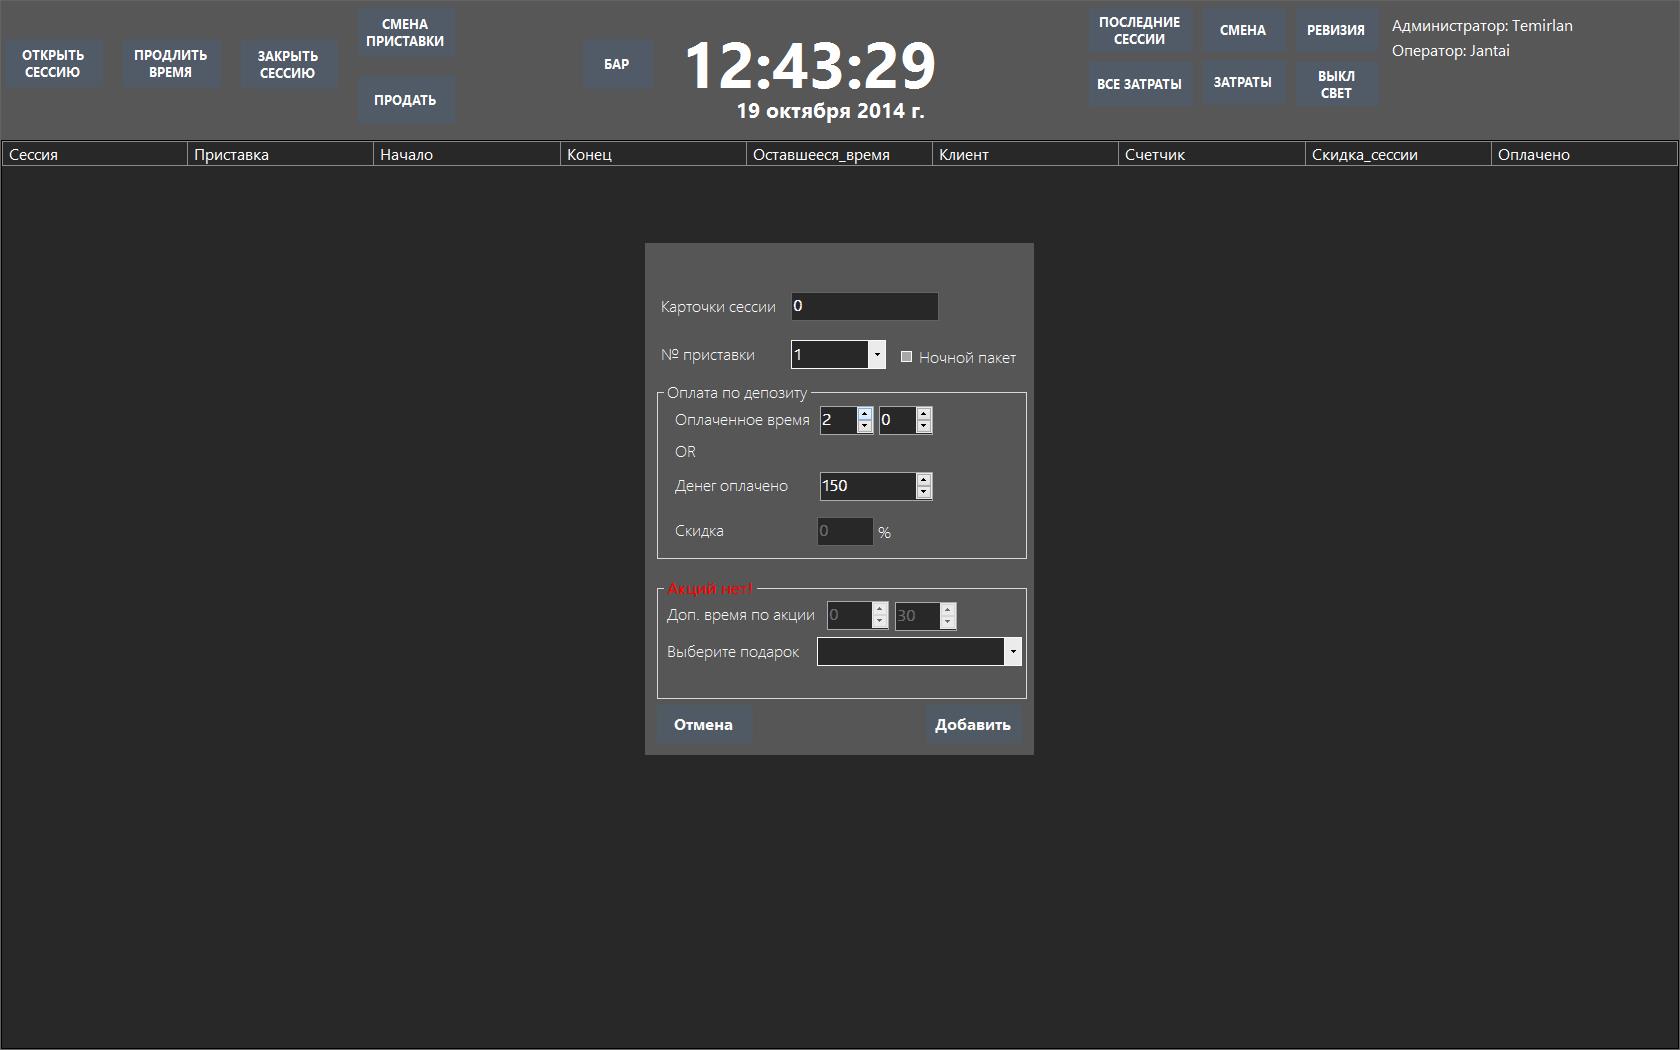 ОТКРЫТЬ
СЕССИЮ
ПРОДЛИТЬ
ВРЕМЯ
ЗАКРЫТЬ
СЕССИЮ
СМЕНА
ПРИСТАВКИ
ПРОДАТЬ
БАР
12:43:29
19 октября 2014 г.
ПОСЛЕДНИЕ
СЕССИИ
СМЕНА
РЕВИЗИЯ
ВСЕ ЗАТРАТЫ
ЗАТРАТЫ
ВЫКЛ
СВЕТ
Администратор: Temirlan
Оператор: Jantai
Сессия Приставка Начало Конец Оставшееся_время Клиент Счетчик Скидка_сессии Оплачено
Карточки сессии 0
№ приставки 1 Ночной пакет
Оплата по депозиту
Оплаченное время 2 0
OR
Денег оплачено 150
Скидка 0 %
Акций нет!
Доп. время по акции 0 30
Выберите подарок
Отмена Добавить